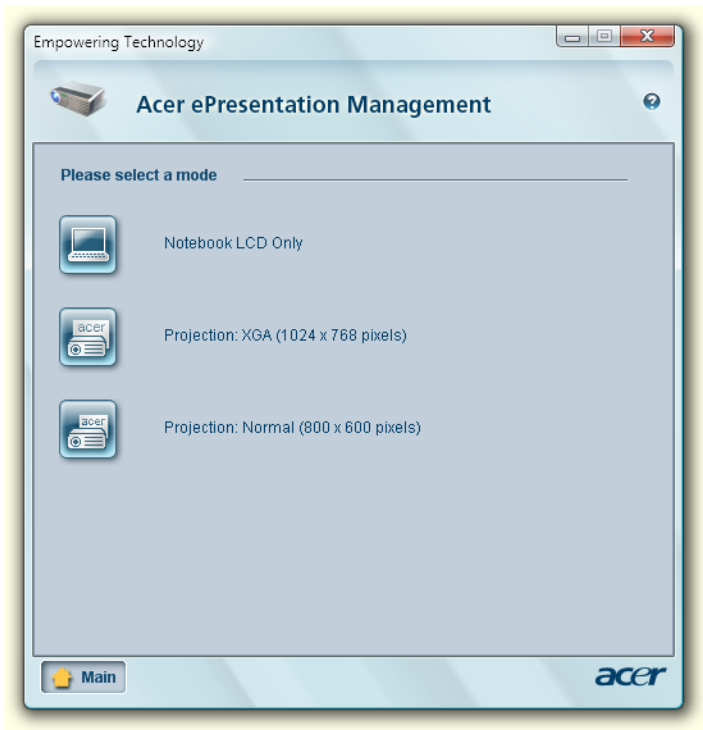 Empowering Technology
Acer ePresentation Management
Please select a mode
Notebook LCD Only
acer
Projection: XGA (1024 x 768 pixels)
acer
Projection: Normal (800 x 600 pixels)
Main
acer